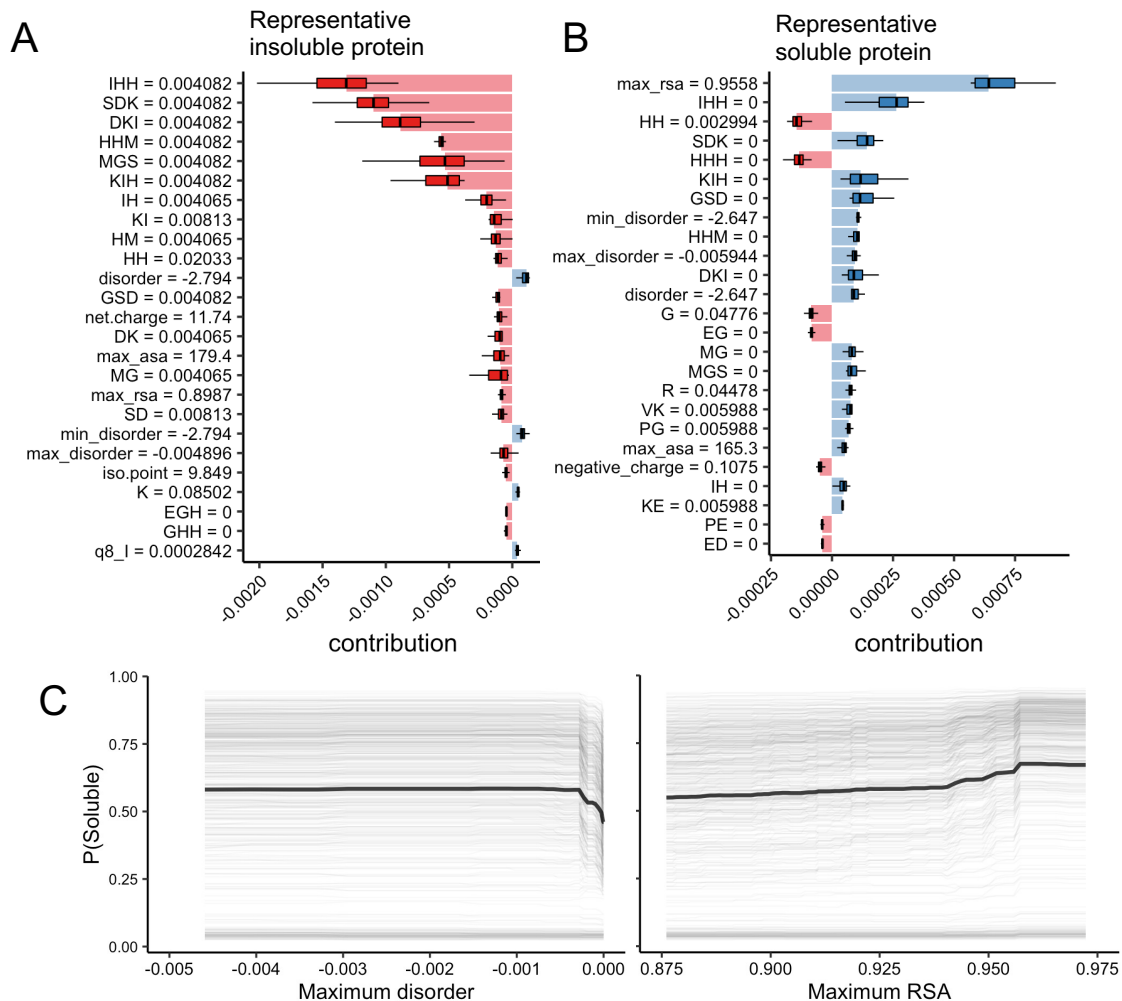 A
Representative
insoluble protein
IHH = 0.004082
SDK = 0.004082
DKI = 0.004082
HHM = 0.004082
MGS = 0.004082
KIH = 0.004082
IH = 0.004065
KI = 0.00813
HM = 0.004065
HH = 0.02033
disorder = -2.794
GSD = 0.004082
net.charge = 11.74
DK = 0.004065
max_asa = 179.4
MG = 0.004065
max_rsa = 0.8987
SD = 0.00813
min_disorder = -2.794
max_disorder = -0.004896
iso.point = 9.849
K = 0.08502
EGH = 0
GHH = 0
q8_I = 0.0002842
-0.0020
-0.0015
-0.0010
-0.0005
0.0000
contribution
B
Representative
soluble protein
max_rsa = 0.9558
IHH = 0
HH = 0.002994
SDK = 0
HHH = 0
KIH = 0
GSD = 0
min_disorder = -2.647
HHM = 0
max_disorder = -0.005944
DKI = 0
disorder = -2.647
G = 0.04776
EG = 0
MG = 0
MGS = 0
R = 0.04478
VK = 0.005988
PG = 0.005988
max_asa = 165.3
negative_charge = 0.1075
IH = 0
KE = 0.005988
PE = 0
ED = 0
-0.00025
0.00000
0.00025
0.00050
0.00075
contribution
C
P(Soluble)
1.00
0.75
0.50
0.25
0.00
-0.005
-0.004
-0.003
-0.002
-0.001
0.000
Maximum disorder
0.875
0.900
0.925
0.950
0.975
Maximum RSA